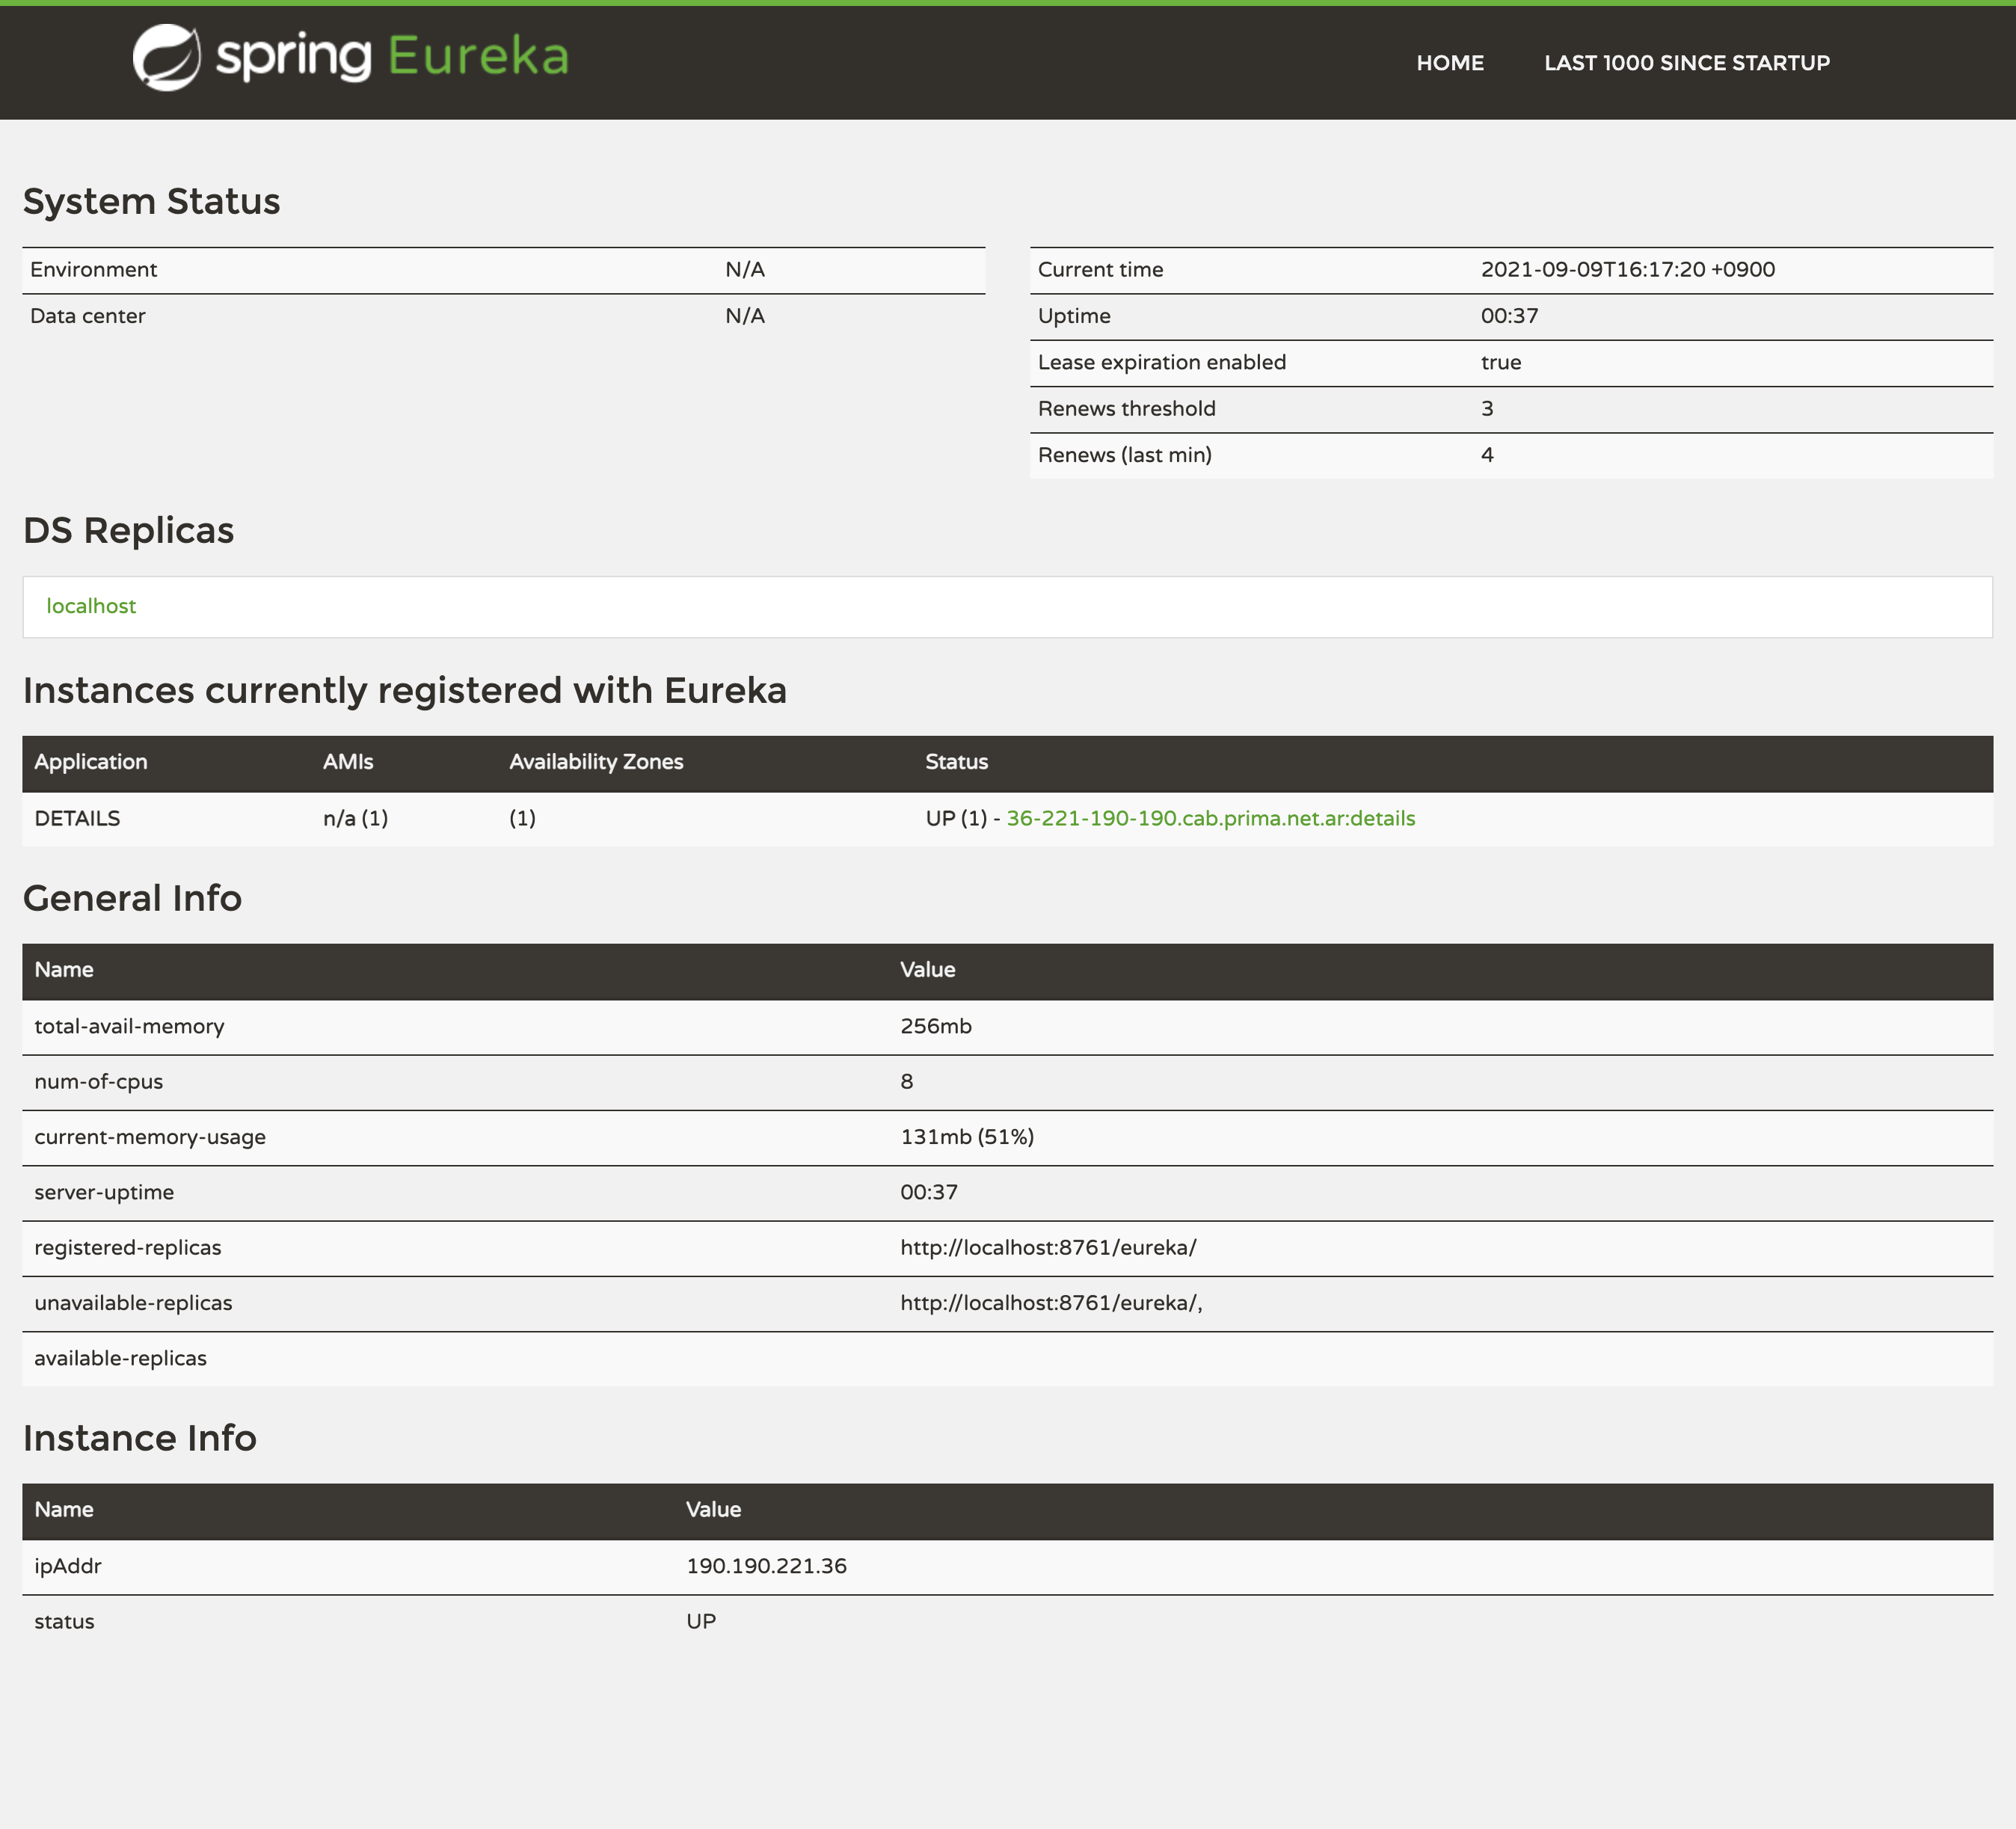 spring Eureka
HOME LAST 1000 SINCE STARTUP
System Status
Environment N/A
Data center N/A
Current time 2021-09-09T16:17:20 +0900
Uptime 00:37
Lease expiration enabled true
Renews threshold 3
Renews (last min) 4
DS Replicas
localhost
Instances currently registered with Eureka
Application AMIs Availability Zones Status
DETAILS n/a (1) (1) UP (1) - 36-221-190-190.cab.prima.net.ar:details
General Info
Name Value
total-avail-memory 256mb
num-of-cpus 8
current-memory-usage 131mb (51%)
server-uptime 00:37
registered-replicas http://localhost:8761/eureka/
unavailable-replicas http://localhost:8761/eureka/,
available-replicas
Instance Info
Name Value
ipAddr 190.190.221.36
status UP